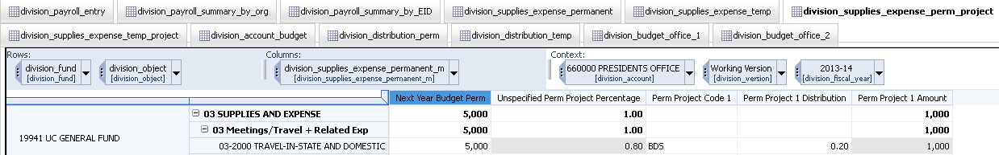 division_payroll_entry division_payroll_summary_by_org division_payroll_summary_by_EID division_supplies_expense_permanent division_supplies_expense_temp division_supplies_expense_perm_project
division_supplies_expense_temp_project division_account_budget division_distribution_perm division_distribution_temp division_budget_office_1 division_budget_office_2
Rows: Columns: Context:
division_fund division_object division_supplies_expense_permanent_m 660000 PRESIDENTS OFFICE Working Version 2013-14
[division_fund] [division_object] [division_supplies_expense_permanent_m] [division_account] [division_version] [division_fiscal_year]
Next Year Budget Perm Unspecified Perm Project Percentage Perm Project Code 1 Perm Project 1 Distribution Perm Project 1 Amount
03 SUPPLIES AND EXPENSE 5,000 1.00 1,000
03 Meetings/Travel + Related Exp 5,000 1.00 1,000
19941 UC GENERAL FUND
03-2000 TRAVEL-IN-STATE AND DOMESTIC 5,000 0.80 BDS 0.20 1,000